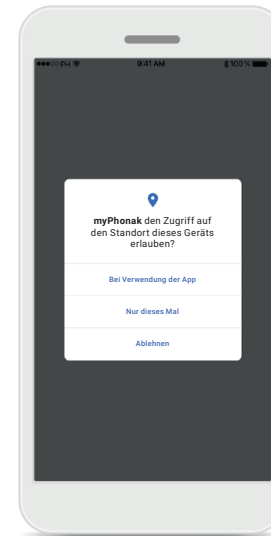 ●●●○○ PH 9:41 AM 100 %
myPhonak den Zugriff auf
den Standort dieses Geräts
erlauben?
Bei Verwendung der App
Nur dieses Mal
Ablehnen